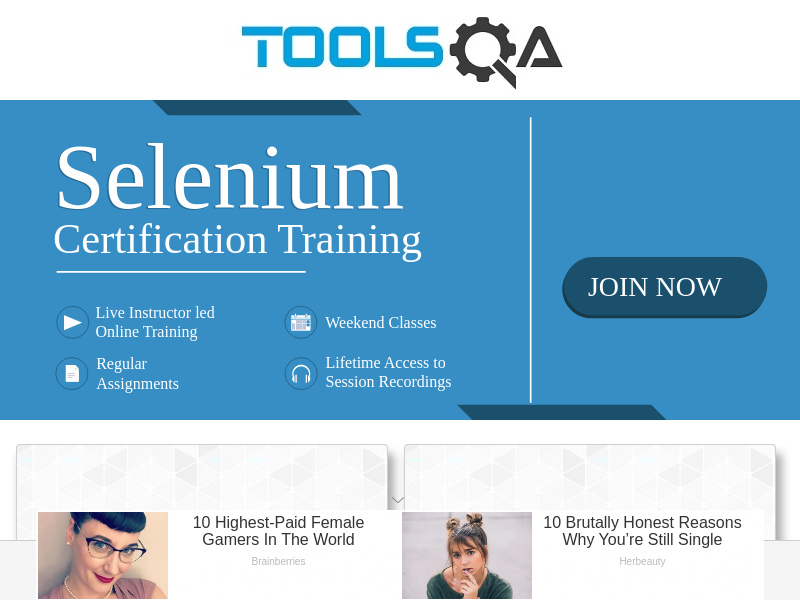 TOOLSQA
Selenium
Certification Training
JOIN NOW
Live Instructor led
Online Training
Weekend Classes
Regular
Assignments
Lifetime Access to
Session Recordings
10 Highest-Paid Female
Gamers In The World
Brainberries
10 Brutally Honest Reasons
Why You’re Still Single
Herbeauty